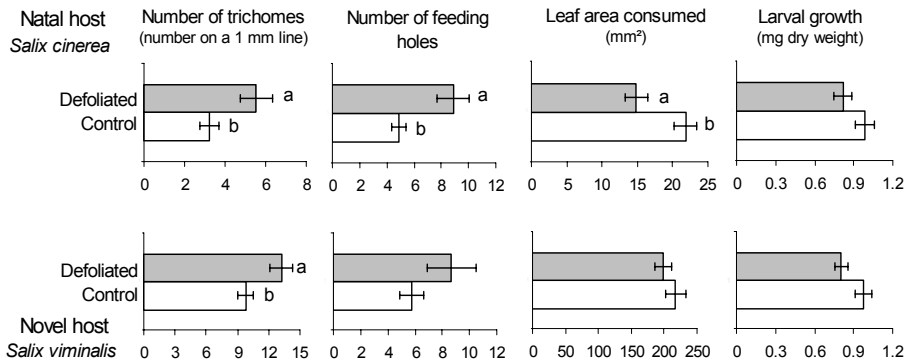 Natal host
Salix cinerea
Number of trichomes
(number on a 1 mm line)
Number of feeding
holes
Leaf area consumed
(mm²)
Larval growth
(mg dry weight)
Defoliated
Control
a
b
a
b
a
b
0 2 4 6 8
0 2 4 6 8 10 12
0 5 10 15 20 25
0 0.3 0.6 0.9 1.2
Defoliated
Control
a
b
Novel host
Salix viminalis
0 3 6 9 12 15
0 2 4 6 8 10 12
0 50 100 150 200 250
0 0.3 0.6 0.9 1.2